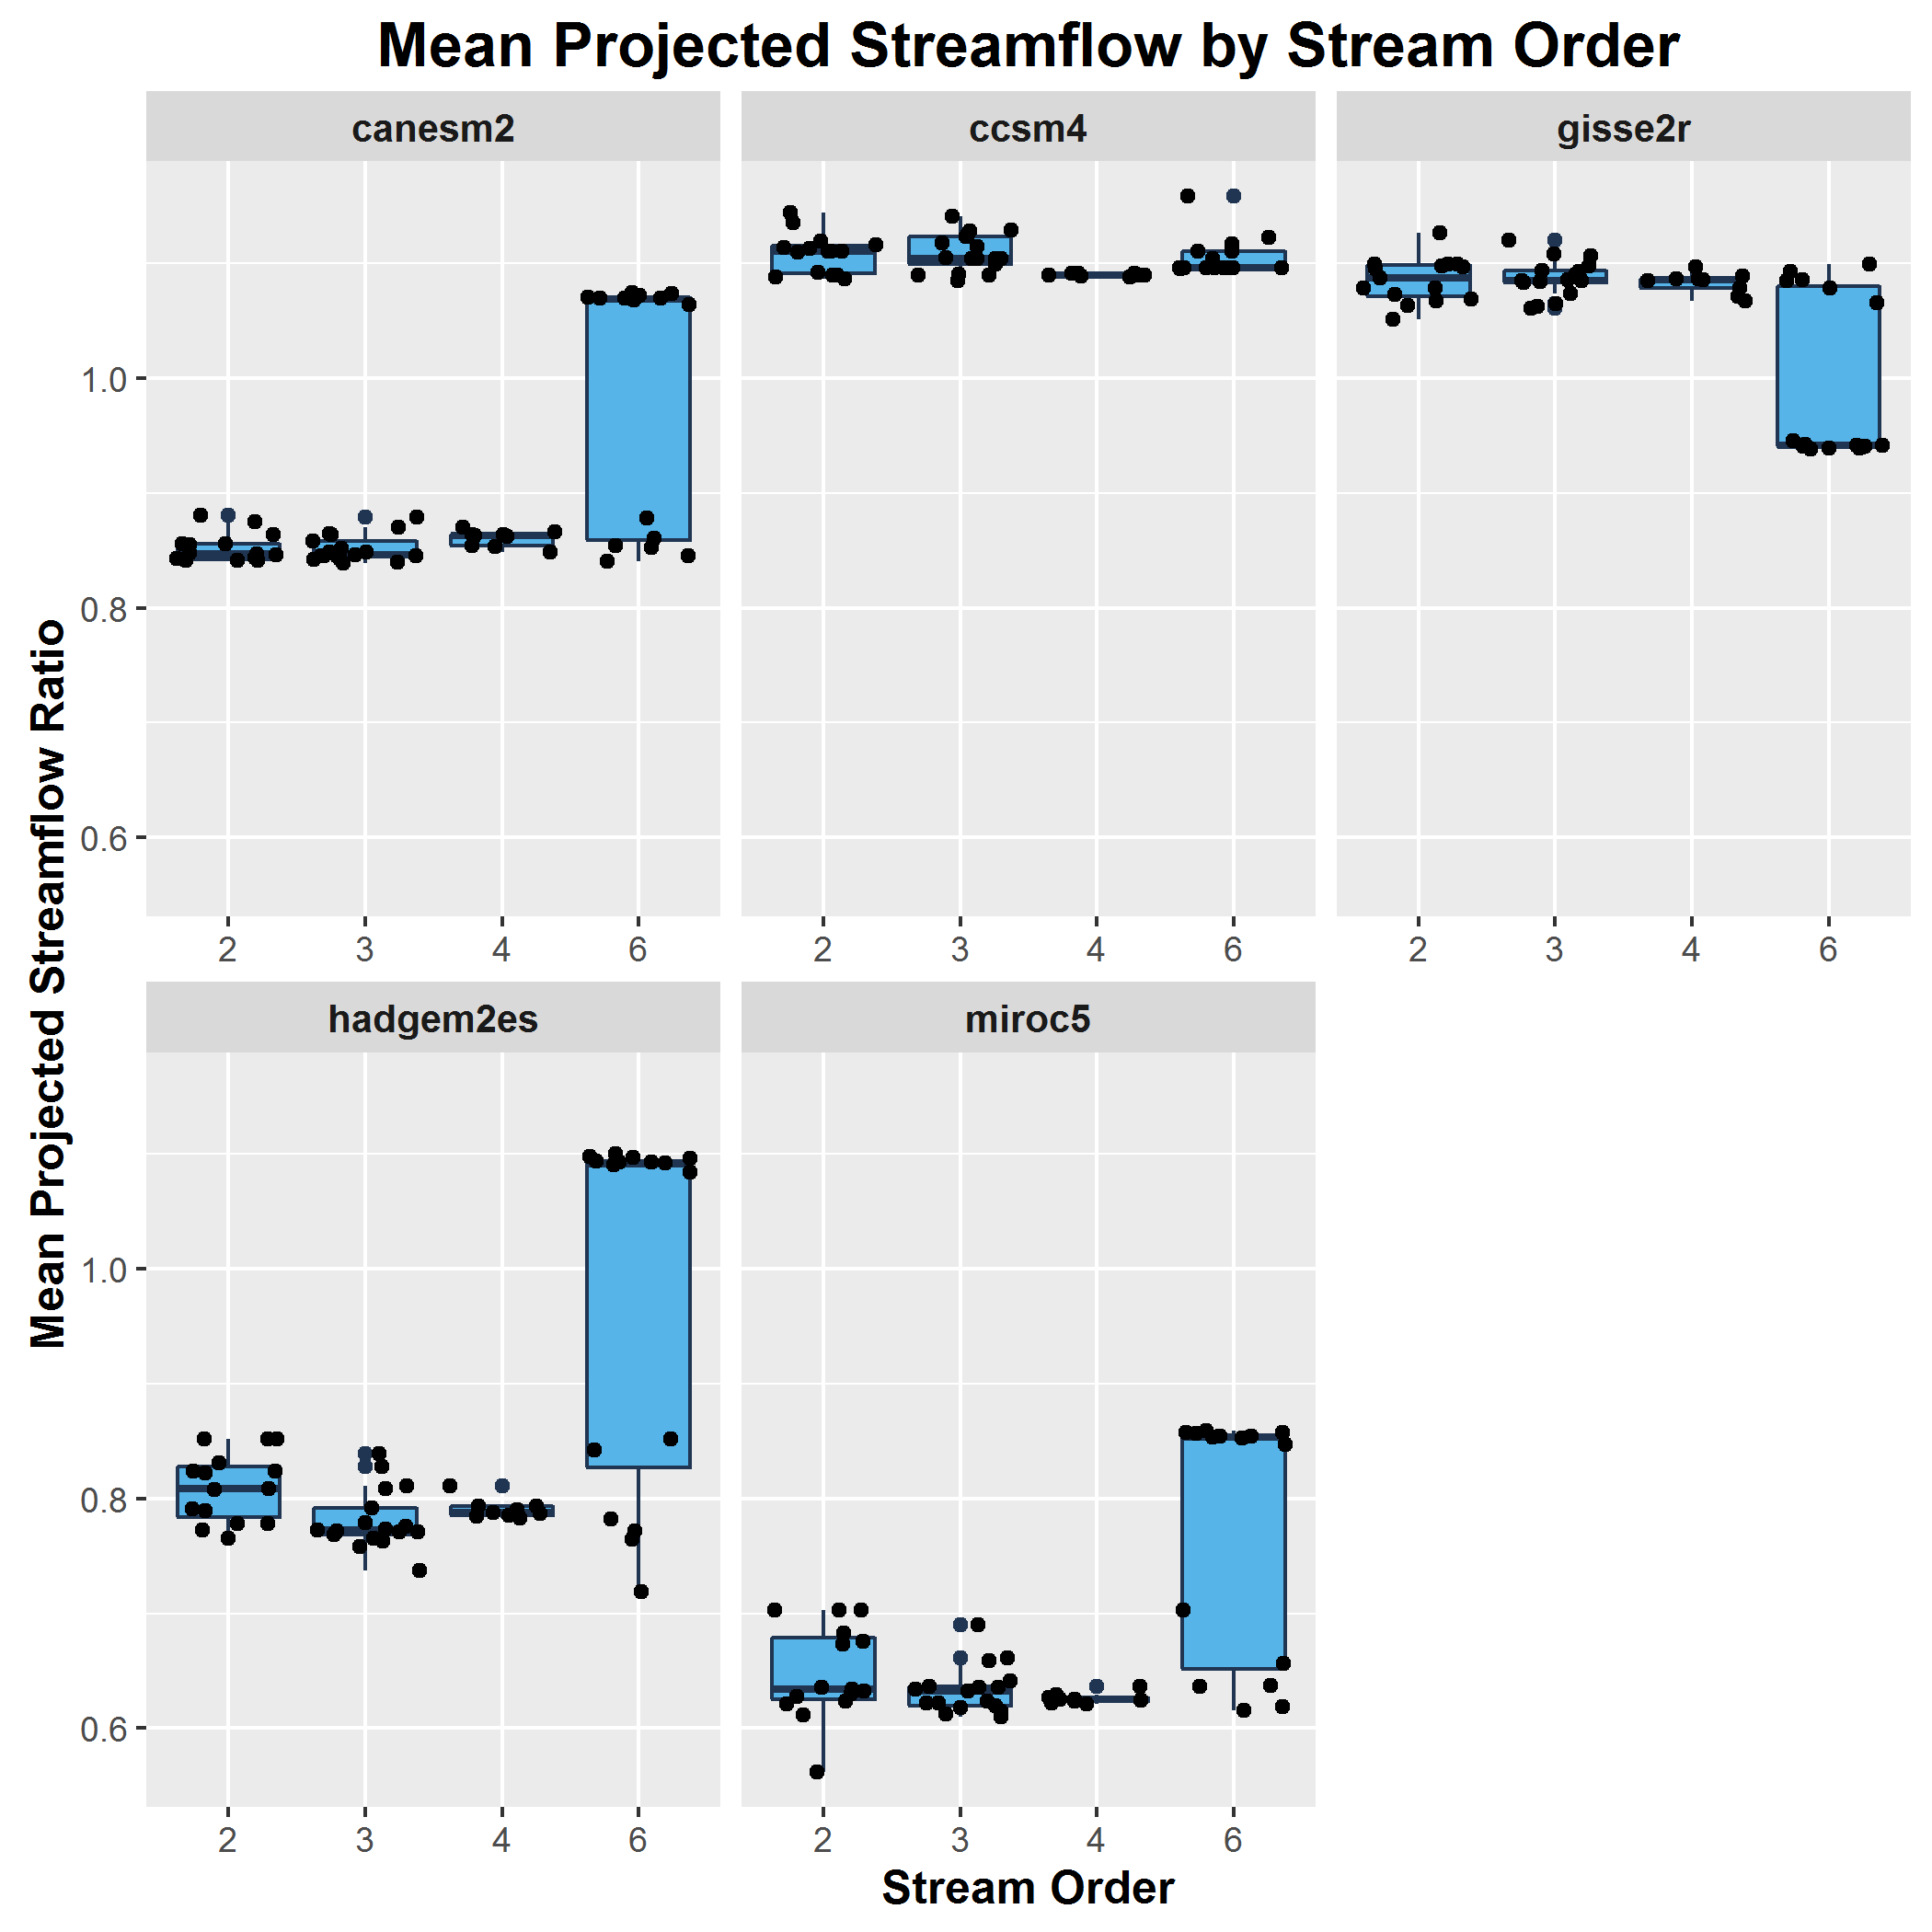 Mean Projected Streamflow by Stream Order
canesm2 ccsm4 gisse2r
1.0
0.8
0.6
2 3 4 6 2 3 4 6 2 3 4 6
Mean Projected Streamflow Ratio
hadgem2es miroc5
1.0
0.8
0.6
2 3 4 6 2 3 4 6
Stream Order